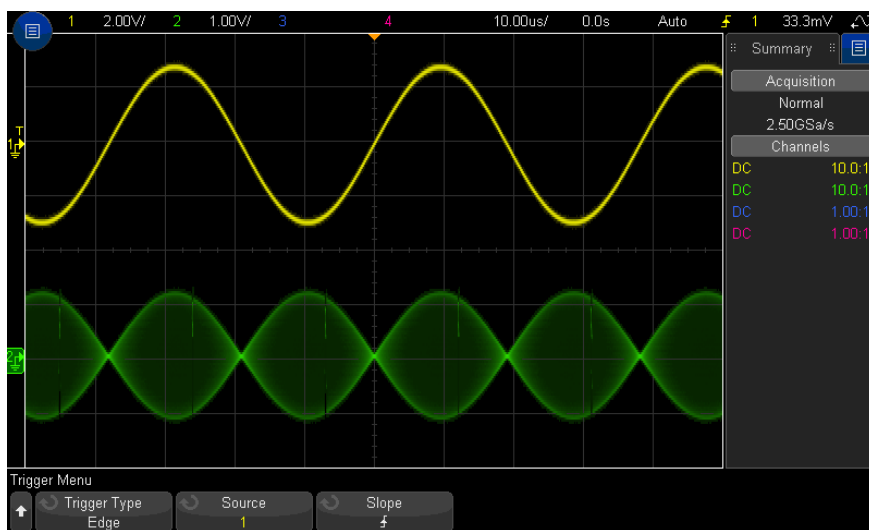 1 2.00V/ 2 1.00V/ 3 4 10.00us/ 0.0s Auto 1 33.3mV
Summary
Acquisition
Normal
2.50GSa/s
Channels
DC 10.0:1
DC 10.0:1
DC 1.00:1
DC 1.00:1
T
1
2
Trigger Menu
Trigger Type Source Slope
Edge 1